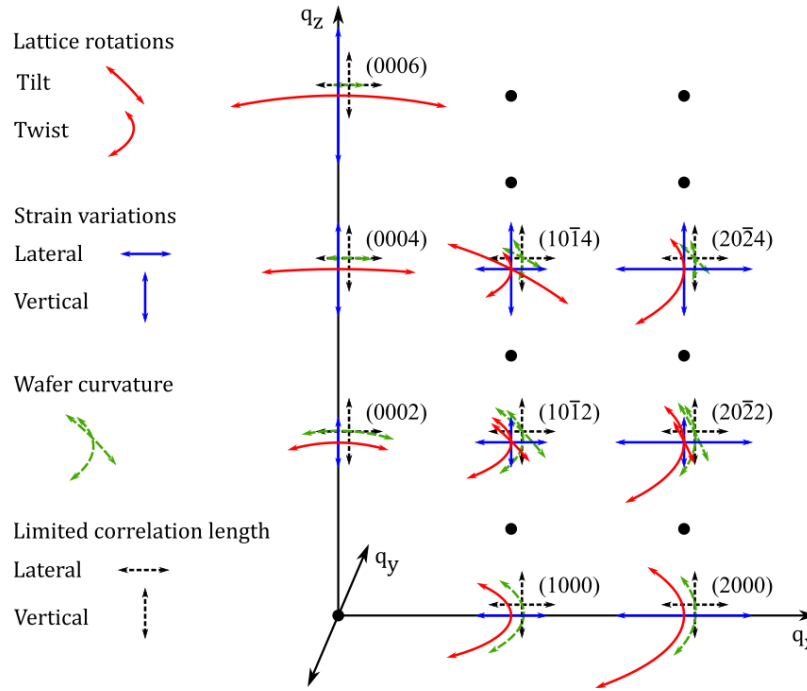 q_z
Lattice rotations
Tilt
Twist
(0006)
Strain variations
Lateral
Vertical
(0004)
(101̅4)
(202̅4)
Wafer curvature
(0002)
(101̅2)
(202̅2)
Limited correlation length
Lateral
Vertical
q_y
(1000)
(2000)